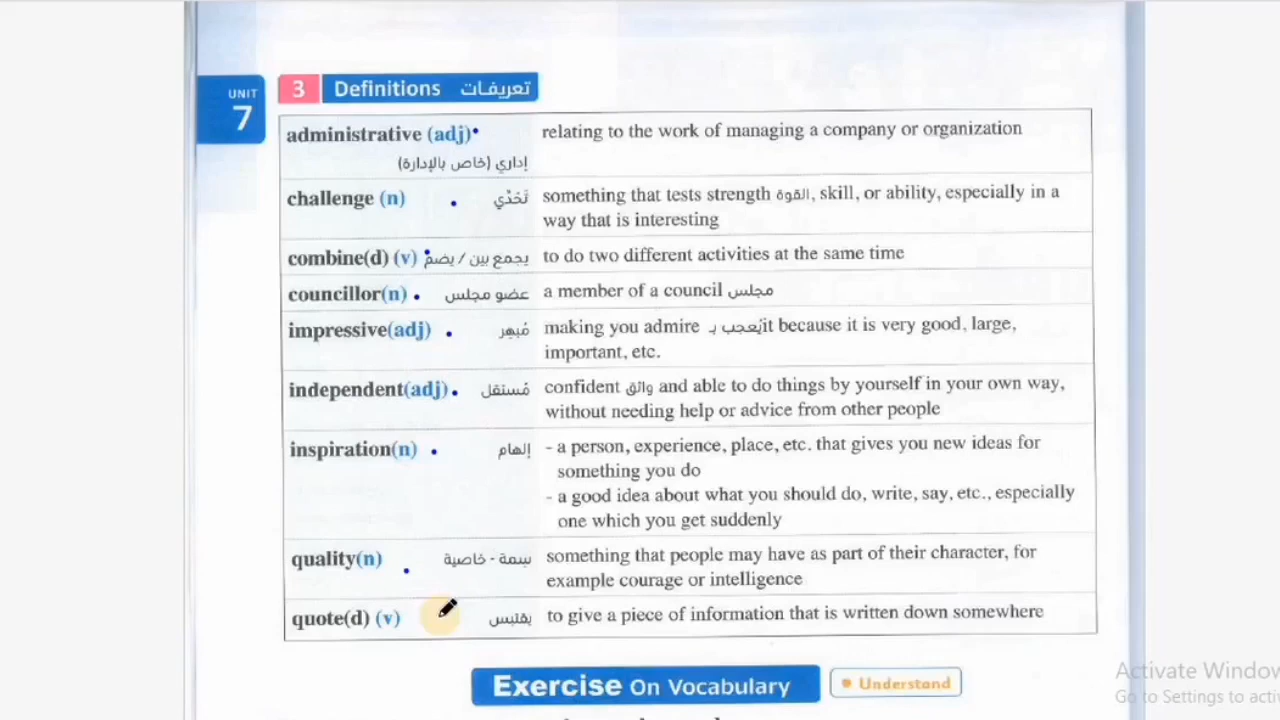 UNIT
7
3 Definitions تعريفات
administrative (adj) relating to the work of managing a company or organization
إداري (خاص بالإدارة)
challenge (n) تَحَدٍّي something that tests strength القوة, skill, or ability, especially in a
way that is interesting
combine(d) (v) يجمع بين / يضمّ to do two different activities at the same time
councillor(n) عضو مجلس a member of a council مجلس
impressive(adj) مُبهِر making you admire يُعجب بـ it because it is very good, large,
important, etc.
independent(adj) مُستقل confident واثق and able to do things by yourself in your own way,
without needing help or advice from other people
inspiration(n) إلهام - a person, experience, place, etc. that gives you new ideas for
something you do
- a good idea about what you should do, write, say, etc., especially
one which you get suddenly
quality(n) سِمة - خاصية something that people may have as part of their character, for
example courage or intelligence
quote(d) (v) يقتبس to give a piece of information that is written down somewhere
Exercise On Vocabulary • Understand
Activate Window
Go to Settings to acti